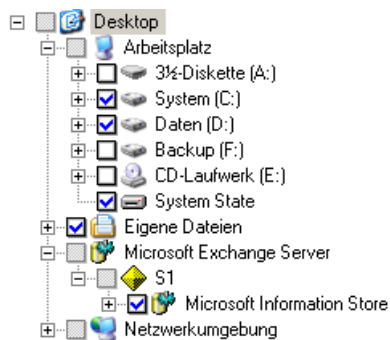 Desktop
Arbeitsplatz
3½-Diskette (A:)
System (C:)
Daten (D:)
Backup (F:)
CD-Laufwerk (E:)
System State
Eigene Dateien
Microsoft Exchange Server
S1
Microsoft Information Store
Netzwerkumgebung